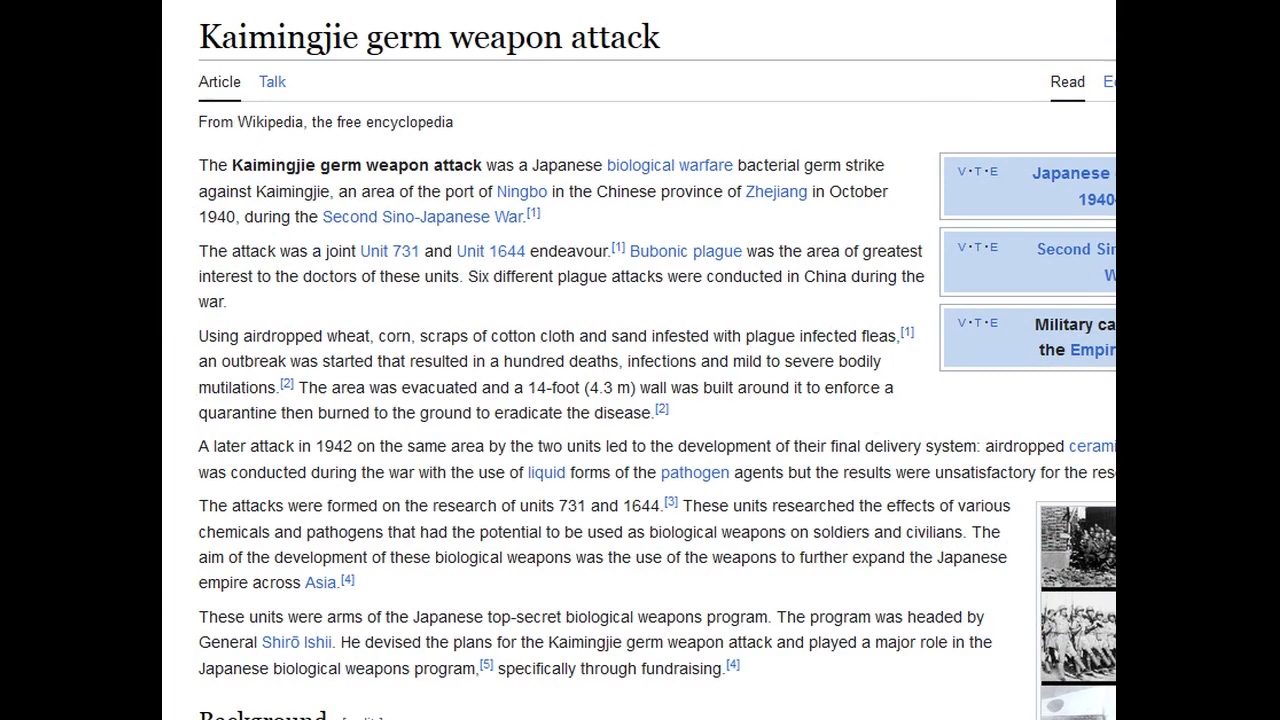 Kaimingjie germ weapon attack
Article Talk Read
From Wikipedia, the free encyclopedia
The Kaimingjie germ weapon attack was a Japanese biological warfare bacterial germ strike
against Kaimingjie, an area of the port of Ningbo in the Chinese province of Zhejiang in October
1940, during the Second Sino-Japanese War.[1]
V·T·E Japanese
1940
The attack was a joint Unit 731 and Unit 1644 endeavour.[1] Bubonic plague was the area of greatest
interest to the doctors of these units. Six different plague attacks were conducted in China during the
war.
V·T·E Second
Using airdropped wheat, corn, scraps of cotton cloth and sand infested with plague infected fleas,[1]
an outbreak was started that resulted in a hundred deaths, infections and mild to severe bodily
mutilations.[2] The area was evacuated and a 14-foot (4.3 m) wall was built around it to enforce a
quarantine then burned to the ground to eradicate the disease.[2]
V·T·E Military
the
A later attack in 1942 on the same area by the two units led to the development of their final delivery system: airdropped
was conducted during the war with the use of liquid forms of the pathogen agents but the results were unsatisfactory for the
The attacks were formed on the research of units 731 and 1644.[3] These units researched the effects of various
chemicals and pathogens that had the potential to be used as biological weapons on soldiers and civilians. The
aim of the development of these biological weapons was the use of the weapons to further expand the Japanese
empire across Asia.[4]
These units were arms of the Japanese top-secret biological weapons program. The program was headed by
General Shirō Ishii. He devised the plans for the Kaimingjie germ weapon attack and played a major role in the
Japanese biological weapons program,[5] specifically through fundraising.[4]
Background